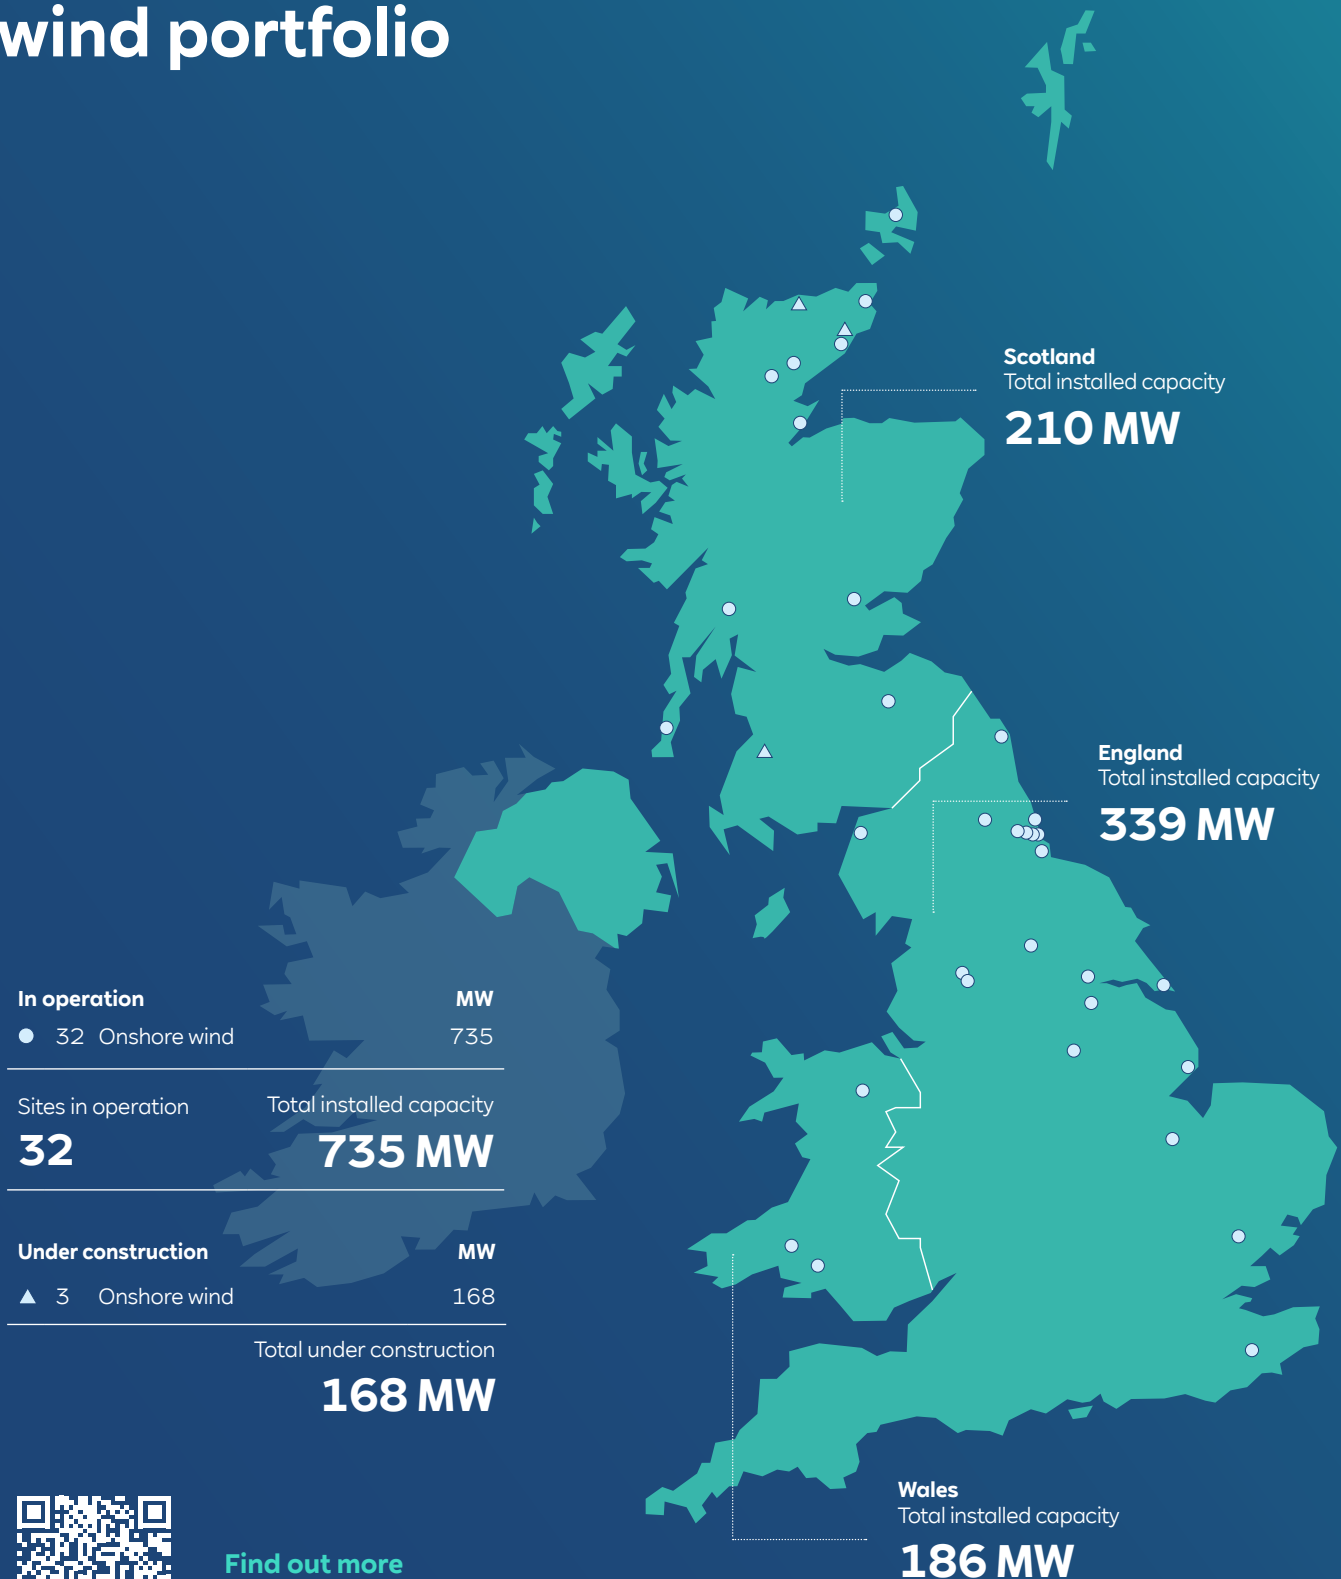 wind portfolio
Scotland
Total installed capacity
210 MW
England
Total installed capacity
339 MW
In operation MW
32 Onshore wind 735
Sites in operation Total installed capacity
32 735 MW
Under construction MW
3 Onshore wind 168
Total under construction
168 MW
Wales
Total installed capacity
186 MW
Find out more